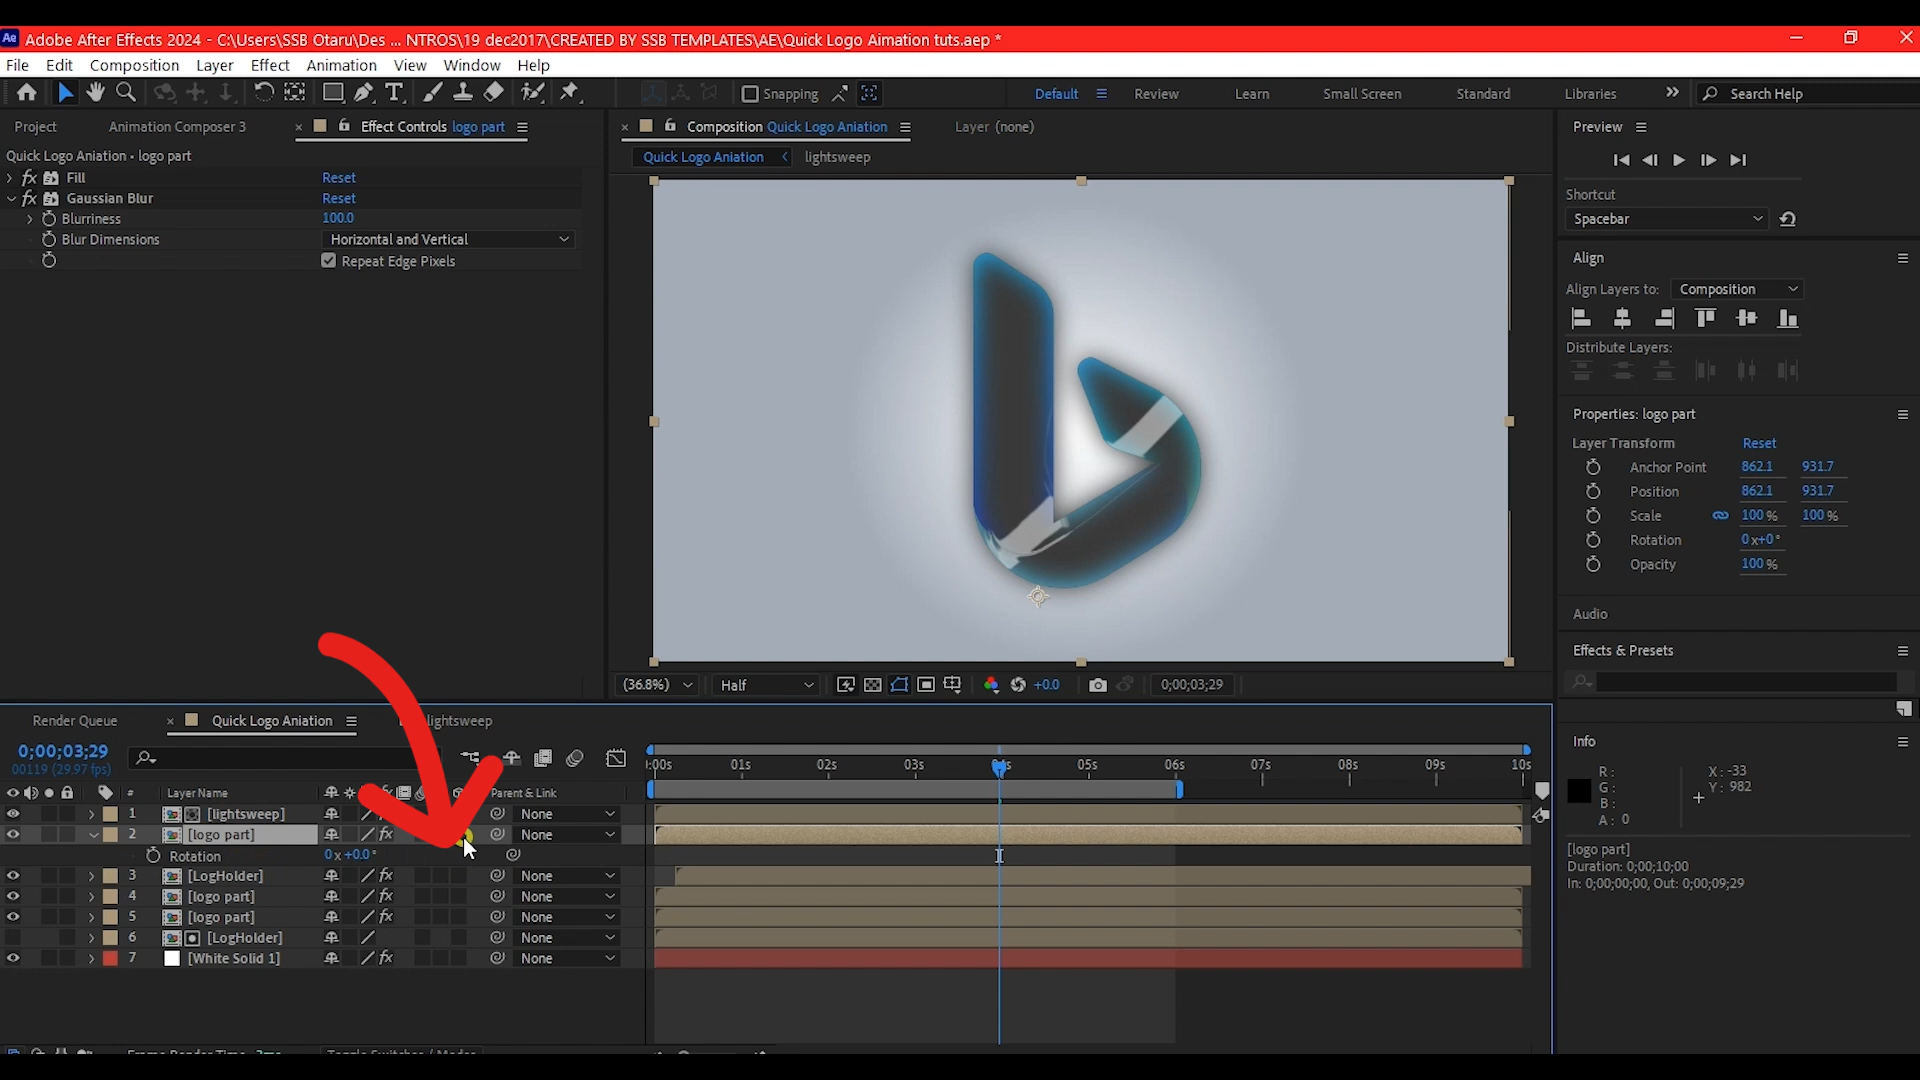 Ae Adobe After Effects 2024 - C:\Users\SSB Otaru\Des ... NTROS\19 dec2017\CREATED BY SSB TEMPLATES\AE\Quick Logo Aimation tuts.aep *
File Edit Composition Layer Effect Animation View Window Help
Snapping Default Review Learn Small Screen Standard Libraries Search Help
Project Animation Composer 3 Effect Controls logo part Composition Quick Logo Aniation Layer (none) Preview
Quick Logo Aniation • logo part
Quick Logo Aniation lightsweep
fx Fill Reset
fx Gaussian Blur Reset
Blurriness 100.0
Blur Dimensions Horizontal and Vertical
Repeat Edge Pixels
Shortcut
Spacebar
Align
Align Layers to: Composition
Distribute Layers:
Properties: logo part
Layer Transform Reset
Anchor Point 862.1 931.7
Position 862.1 931.7
Scale 100 % 100 %
Rotation 0x+0°
Opacity 100 %
Audio
Effects & Presets
(36.8%) Half +0.0 0;00;03;29
Render Queue Quick Logo Aniation lightsweep
0;00;03;29
00119 (29.97 fps)
:00s 01s 02s 03s 04s 05s 06s 07s 08s 09s 10s
# Layer Name Parent & Link
1 [lightsweep] None
2 [logo part] fx None
Rotation 0x+0.0°
3 [LogHolder] fx None
4 [logo part] fx None
5 [logo part] fx None
6 [LogHolder] None
7 [White Solid 1] fx None
Info
R: X: -33
G: Y: 982
B:
A: 0
[logo part]
Duration: 0;00;10;00
In: 0;00;00;00, Out: 0;00;09;29